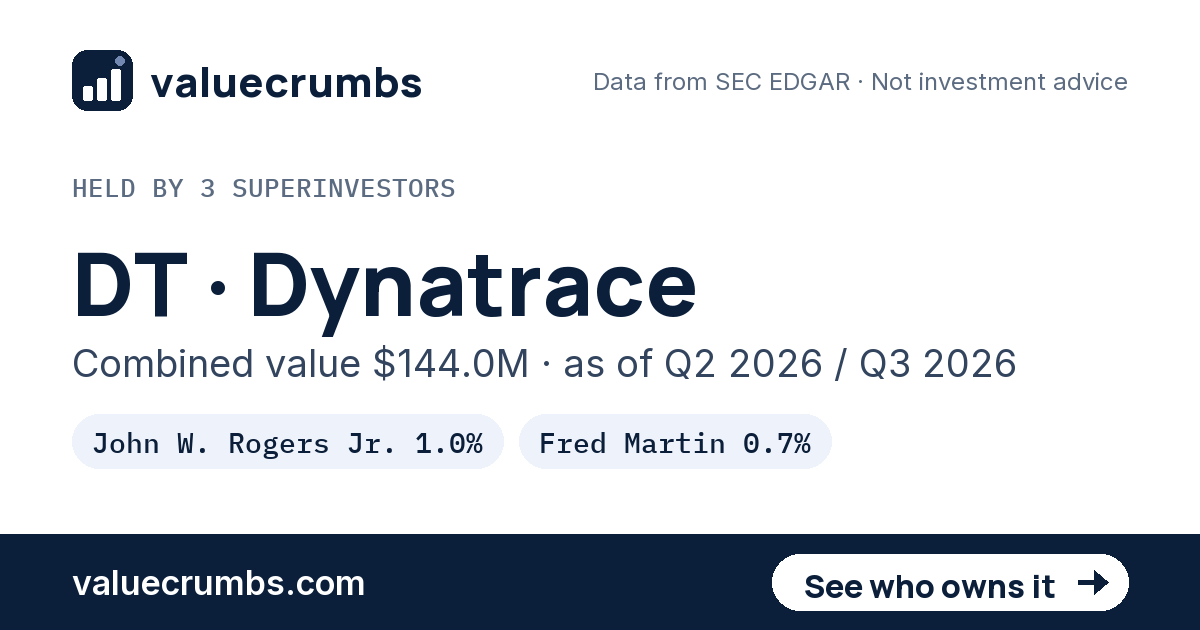 valuecrumbs
Data from SEC EDGAR · Not investment advice
HELD BY 3 SUPERINVESTORS
DT · Dynatrace
Combined value $144.0M · as of Q2 2026 / Q3 2026
John W. Rogers Jr. 1.0%
Fred Martin 0.7%
valuecrumbs.com
See who owns it →